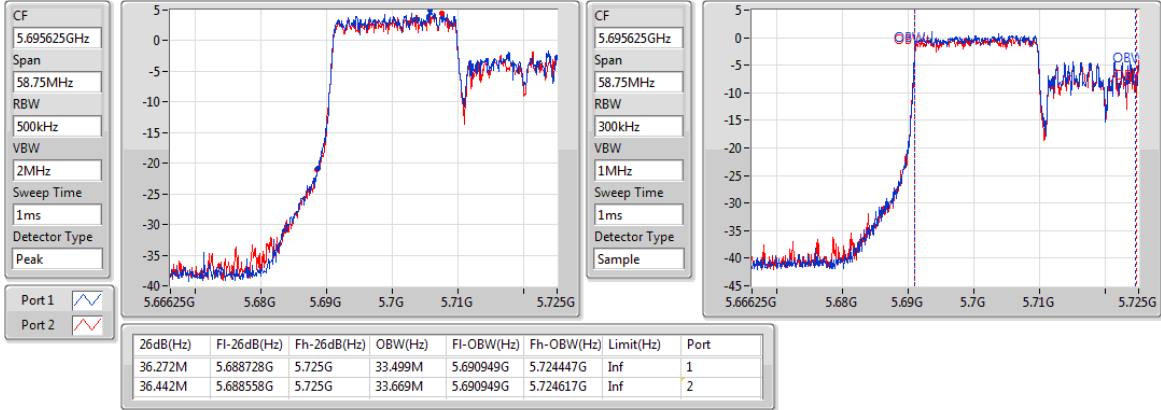 CF
5.695625GHz
Span
58.75MHz
RBW
500kHz
VBW
2MHz
Sweep Time
1ms
Detector Type
Peak
Port 1
Port 2
5
0
-5
-10
-15
-20
-25
-30
-35
-40
5.66625G 5.68G 5.69G 5.7G 5.71G 5.725G
CF
5.695625GHz
Span
58.75MHz
RBW
300kHz
VBW
1MHz
Sweep Time
1ms
Detector Type
Sample
5
0
-5
-10
-15
-20
-25
-30
-35
-40
-45
OBW
OBW
5.66625G 5.68G 5.69G 5.7G 5.71G 5.725G
26dB(Hz) Fl-26dB(Hz) Fh-26dB(Hz) OBW(Hz) Fl-OBW(Hz) Fh-OBW(Hz) Limit(Hz) Port
36.272M 5.688728G 5.725G 33.499M 5.690949G 5.724447G Inf 1
36.442M 5.688558G 5.725G 33.669M 5.690949G 5.724617G Inf 2